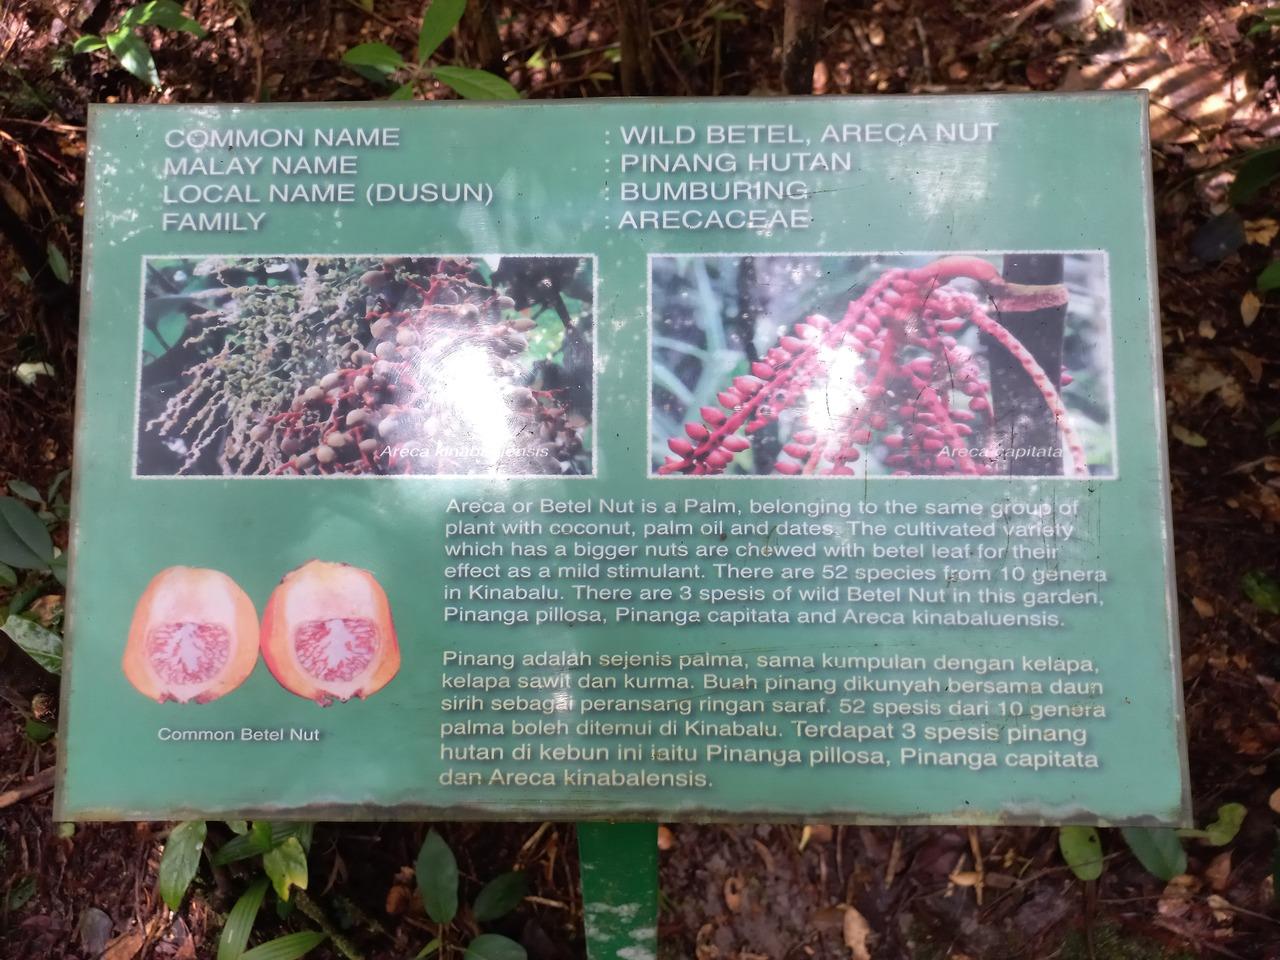 COMMON NAME : WILD BETEL, ARECA NUT
MALAY NAME : PINANG HUTAN
LOCAL NAME (DUSUN) : BUMBURING
FAMILY : ARECACEAE
Areca kinabaluensis
Areca capitata
Areca or Betel Nut is a Palm, belonging to the same group of
plant with coconut, palm oil and dates. The cultivated variety
which has a bigger nuts are chewed with betel leaf for their
effect as a mild stimulant. There are 52 species from 10 genera
in Kinabalu. There are 3 spesis of wild Betel Nut in this garden,
Pinanga pillosa, Pinanga capitata and Areca kinabaluensis.
Pinang adalah sejenis palma, sama kumpulan dengan kelapa,
kelapa sawit dan kurma. Buah pinang dikunyah bersama daun
sirih sebagai peransang ringan saraf. 52 spesis dari 10 genera
palma boleh ditemui di Kinabalu. Terdapat 3 spesis pinang
hutan di kebun ini iaitu Pinanga pillosa, Pinanga capitata
dan Areca kinabalensis.
Common Betel Nut